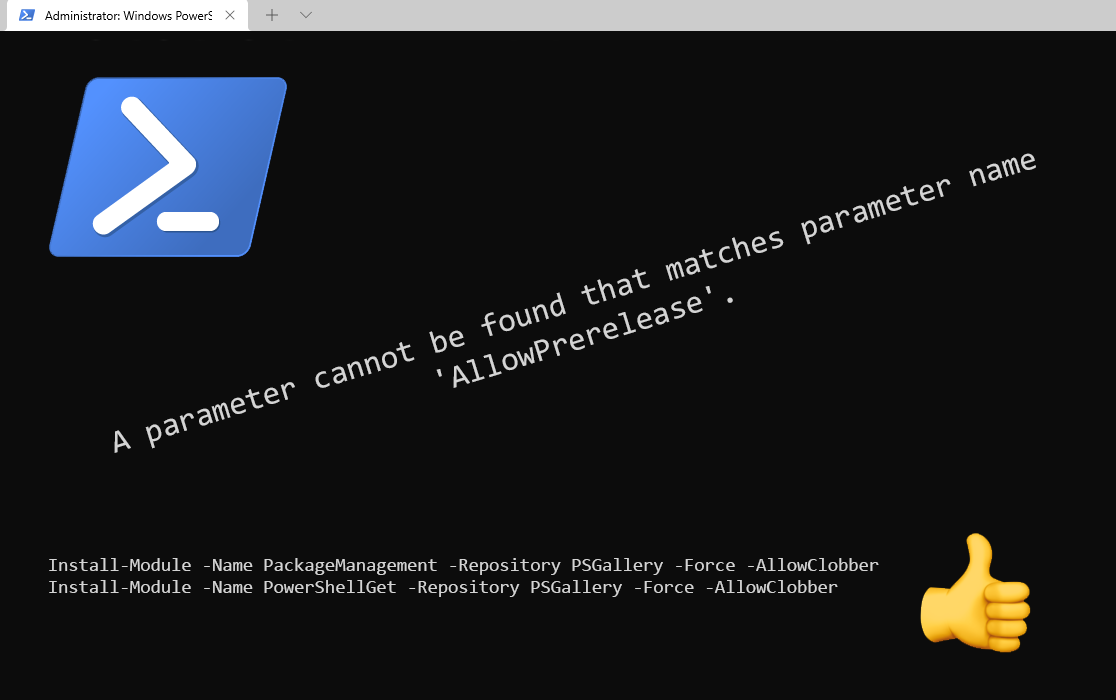 Administrator: Windows PowerS
A parameter cannot be found that matches parameter name
'AllowPrerelease'.
Install-Module -Name PackageManagement -Repository PSGallery -Force -AllowClobber
Install-Module -Name PowerShellGet -Repository PSGallery -Force -AllowClobber